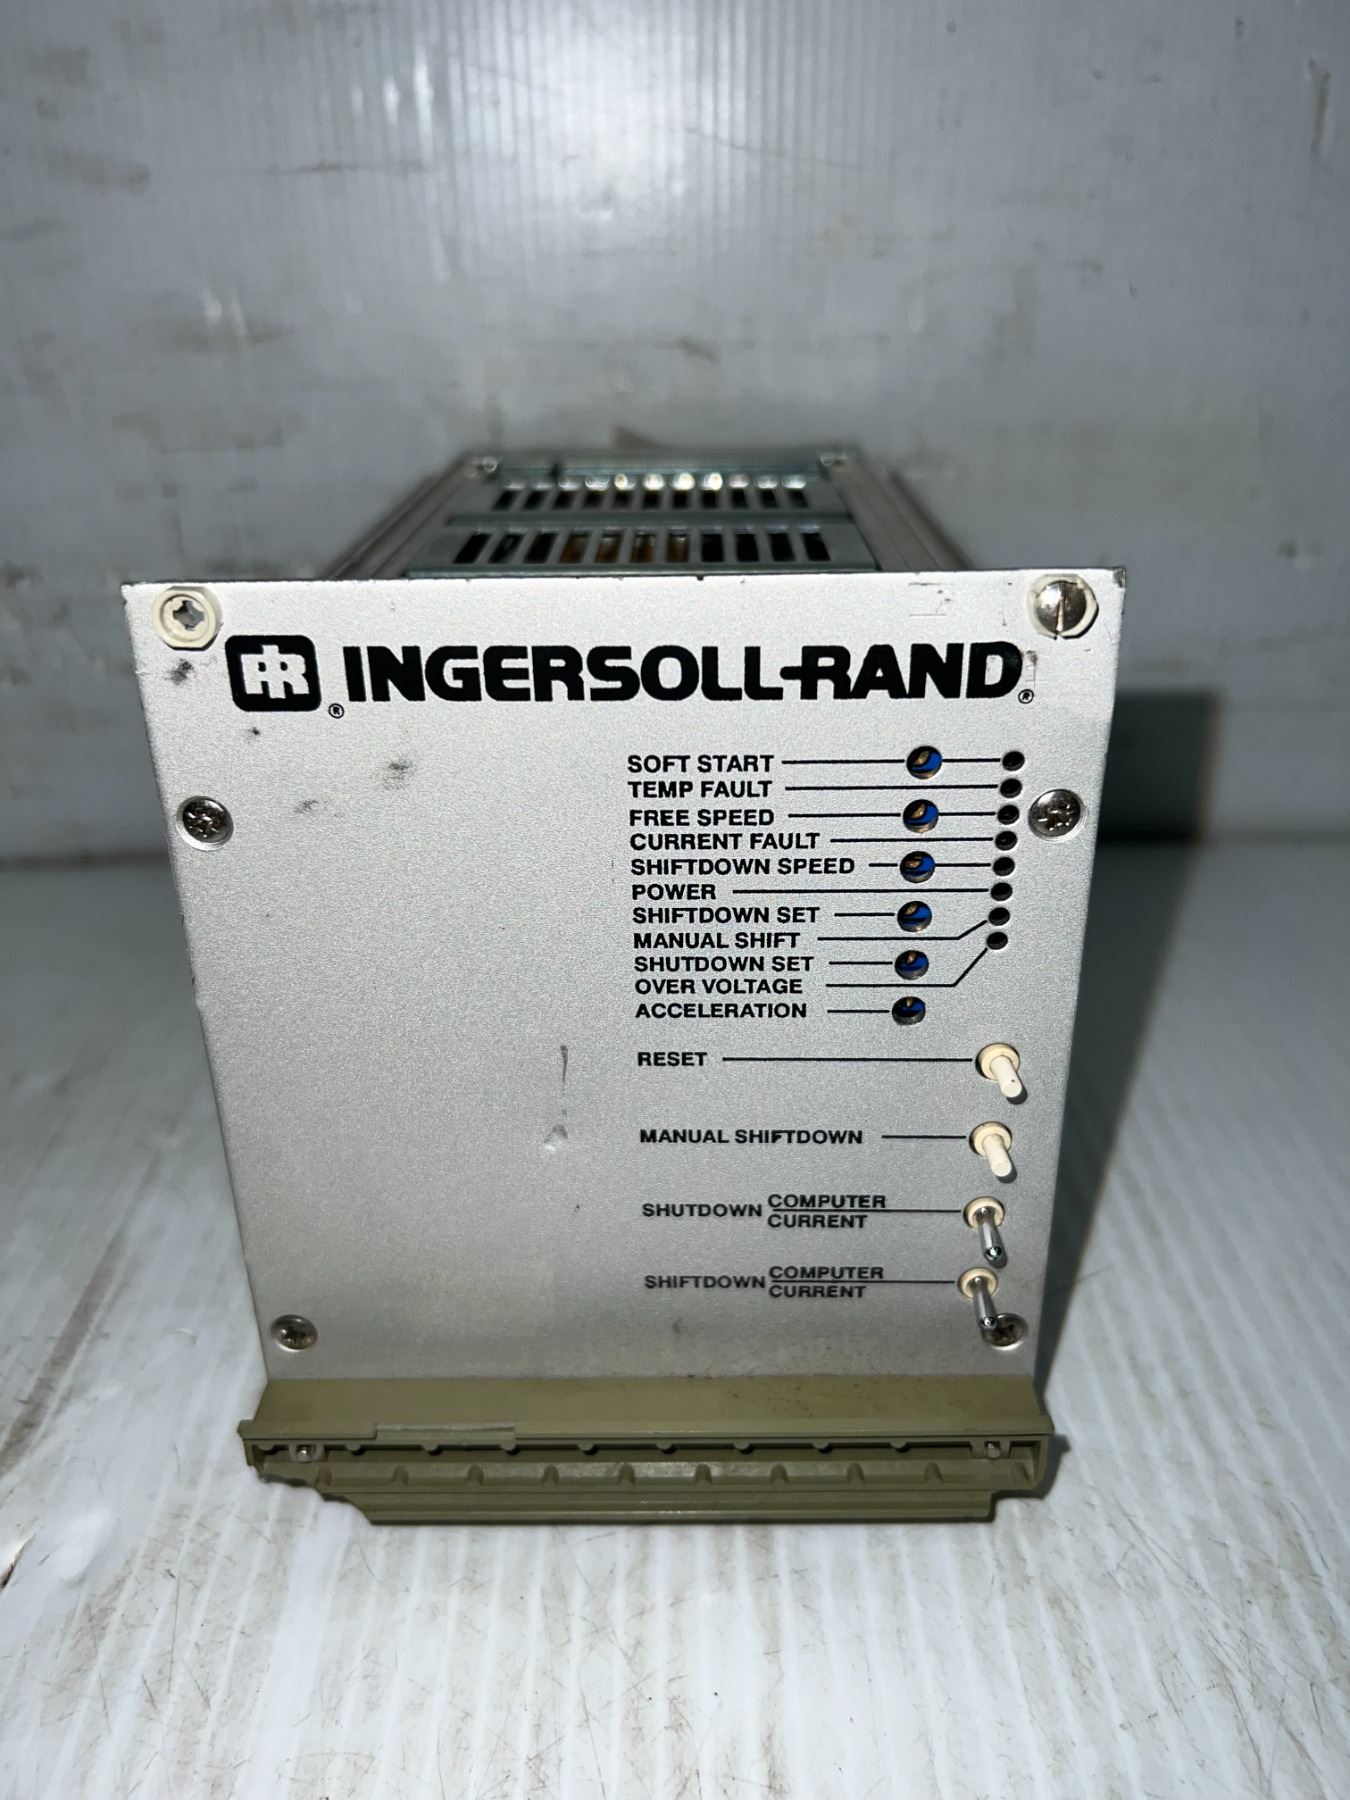 IR ® INGERSOLL-RAND ®
SOFT START
TEMP FAULT
FREE SPEED
CURRENT FAULT
SHIFTDOWN SPEED
POWER
SHIFTDOWN SET
MANUAL SHIFT
SHUTDOWN SET
OVER VOLTAGE
ACCELERATION
RESET
MANUAL SHIFTDOWN
SHUTDOWN COMPUTER
CURRENT
SHIFTDOWN COMPUTER
CURRENT